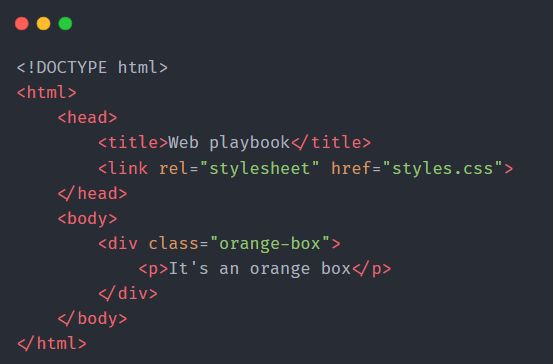 <!DOCTYPE html>
<html>
    <head>
        <title>Web playbook</title>
        <link rel="stylesheet" href="styles.css">
    </head>
    <body>
        <div class="orange-box">
            <p>It's an orange box</p>
        </div>
    </body>
</html>